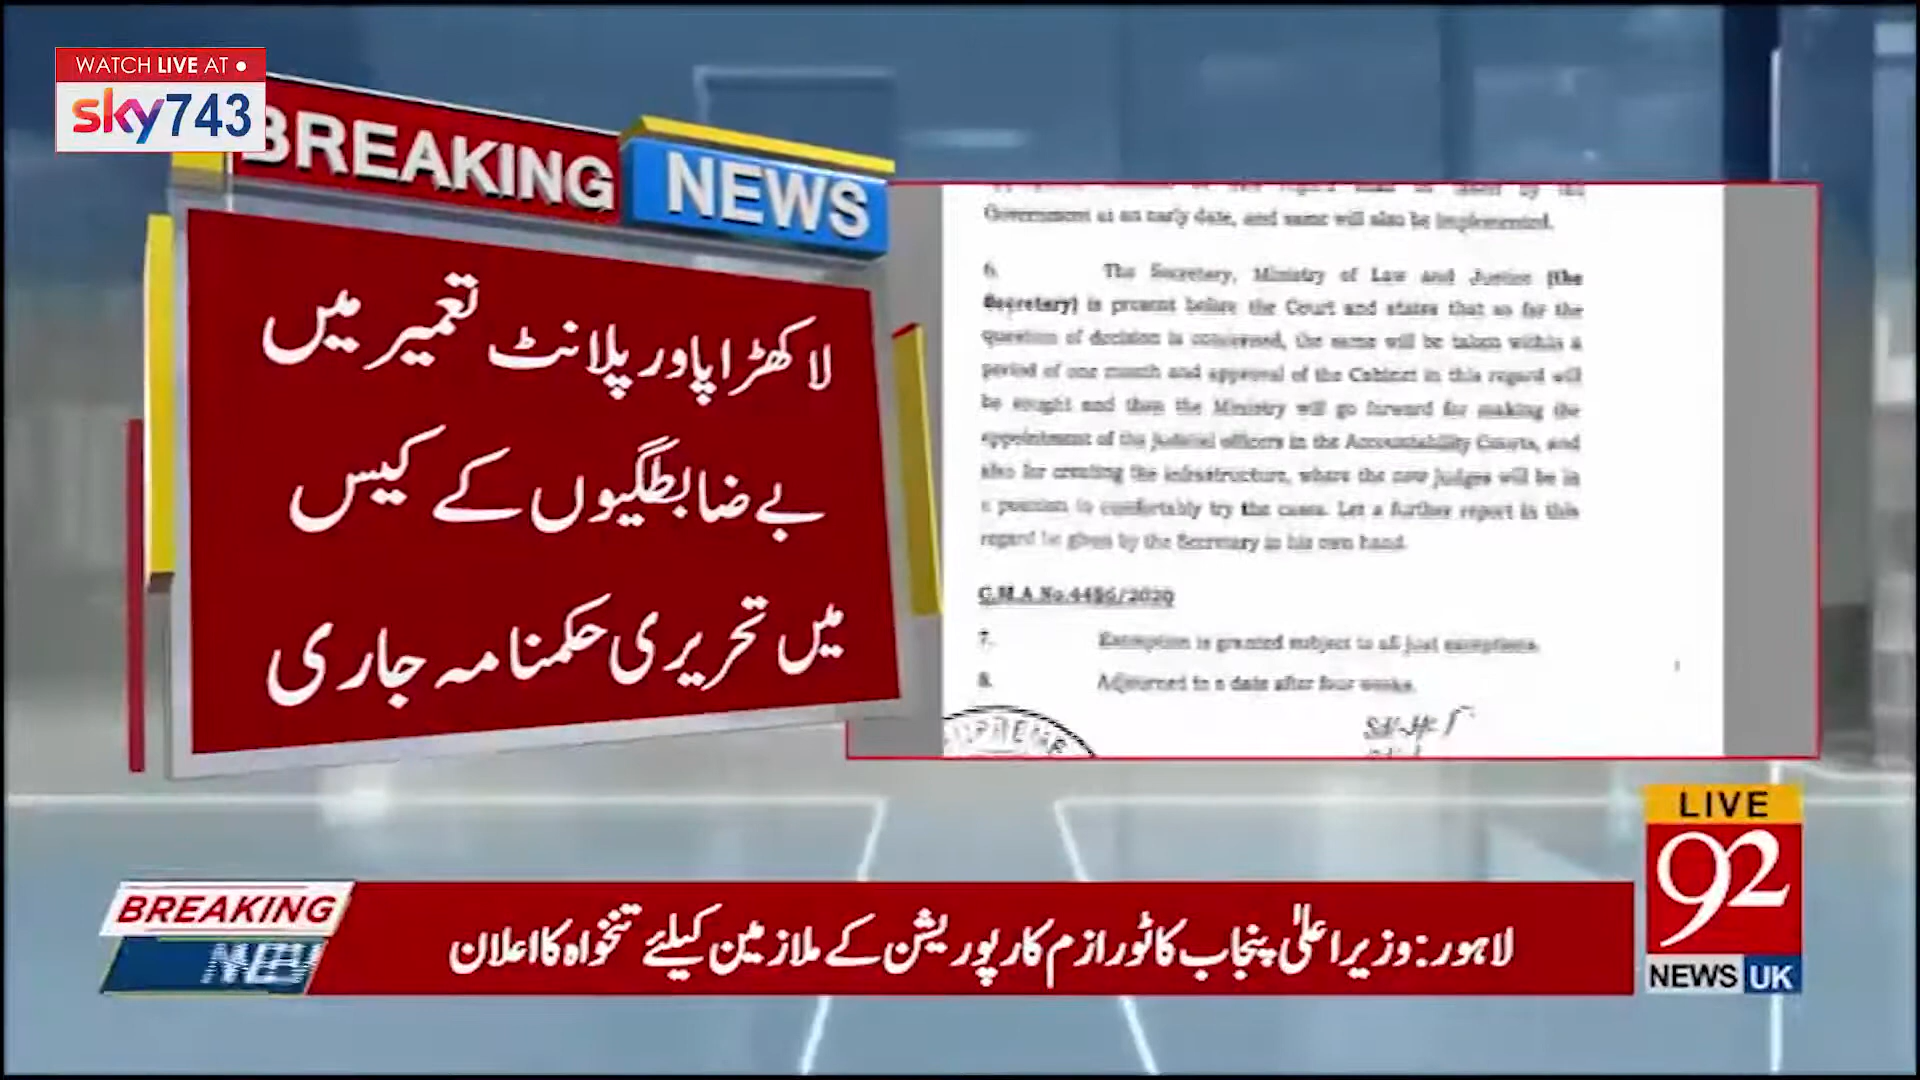 WATCH LIVE AT
sky743
BREAKING NEWS
لاکھڑا پاور پلانٹ تعمیر میں
بے ضابطگیوں کے کیس
میں تحریری حکمنامہ جاری
Government at an early date, and same will also be implemented.
6. The Secretary, Ministry of Law and Justice (the
Secretary) is present before the Court and states that so far the
question of decision is concerned, the same will be taken within a
period of one month and approval of the Cabinet in this regard will
be sought and then the Ministry will go forward for making the
appointment of the judicial officers in the Accountability Courts, and
also for creating the infrastructure, where the new Judges will be in
a position to comfortably try the cases. Let a further report in this
regard be given by the Secretary in his own hand.
C.M.A.No.4486/2020
7. Exemption is granted subject to all just exceptions.
8. Adjourned to a date after four weeks.
LIVE
92
NEWS UK
BREAKING
لاہور: وزیراعلیٰ پنجاب کا ٹورازم کارپوریشن کے ملازمین کیلئے تنخواہ کا اعلان